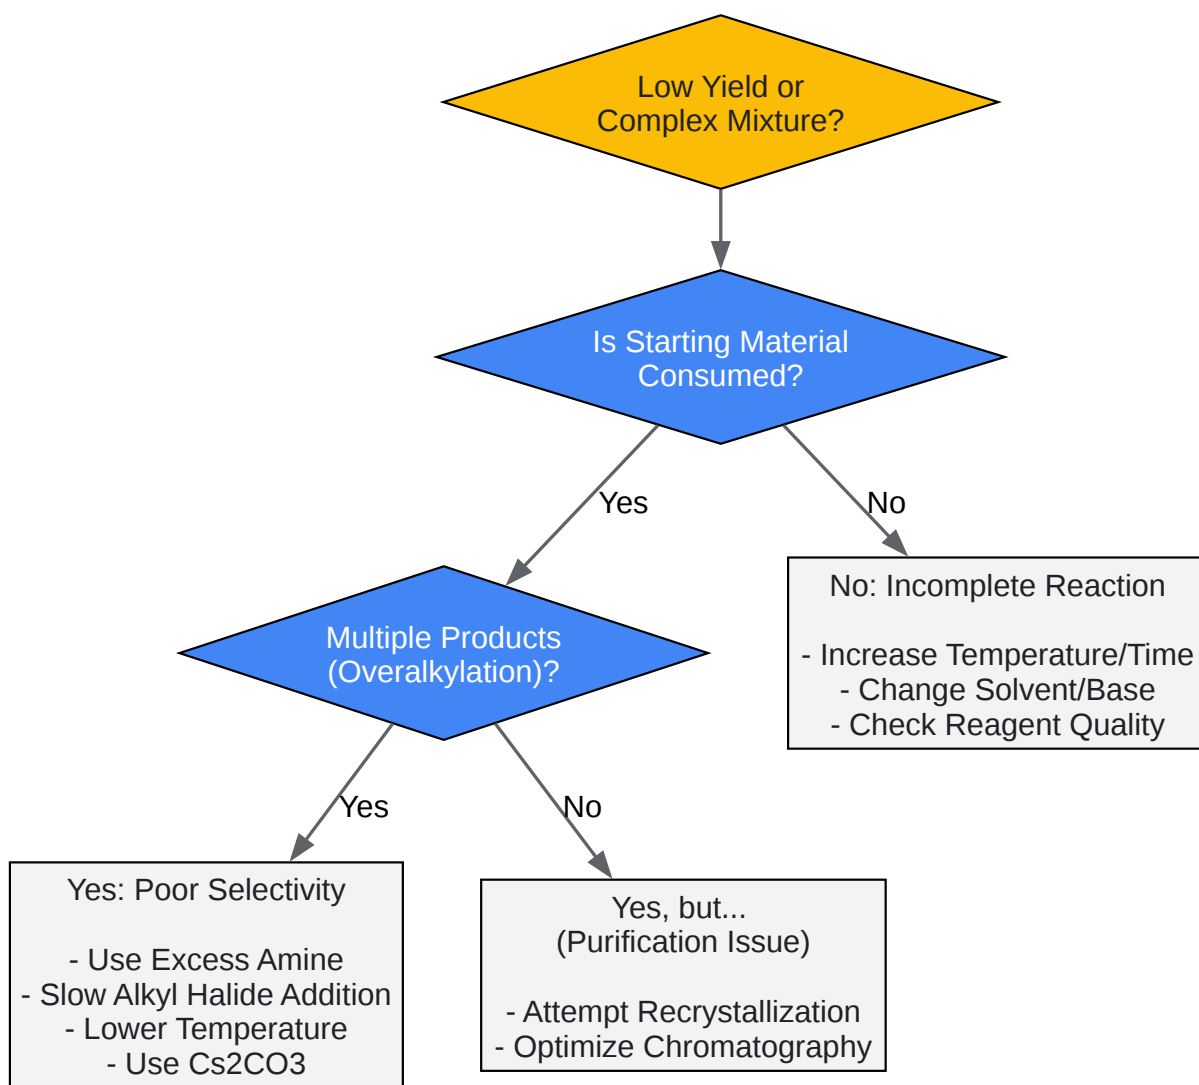 Low Yield or
Complex Mixture?
Is Starting Material
Consumed?
Yes
No
No: Incomplete Reaction
- Increase Temperature/Time
- Change Solvent/Base
- Check Reagent Quality
Multiple Products
(Overalkylation)?
Yes
No
Yes: Poor Selectivity
- Use Excess Amine
- Slow Alkyl Halide Addition
- Lower Temperature
- Use Cs2CO3
Yes, but...
(Purification Issue)
- Attempt Recrystallization
- Optimize Chromatography